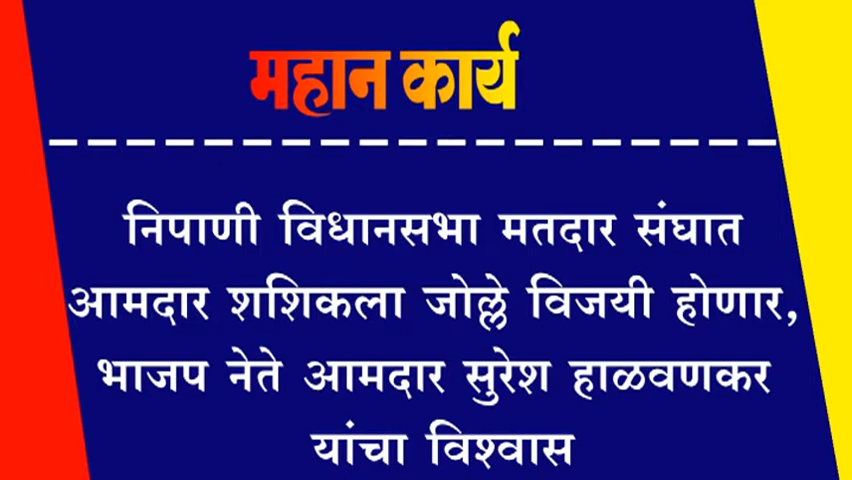 महान कार्य
निपाणी विधानसभा मतदार संघात
आमदार शशिकला जोल्ले विजयी होणार,
भाजप नेते आमदार सुरेश हाळवणकर
यांचा विश्वास